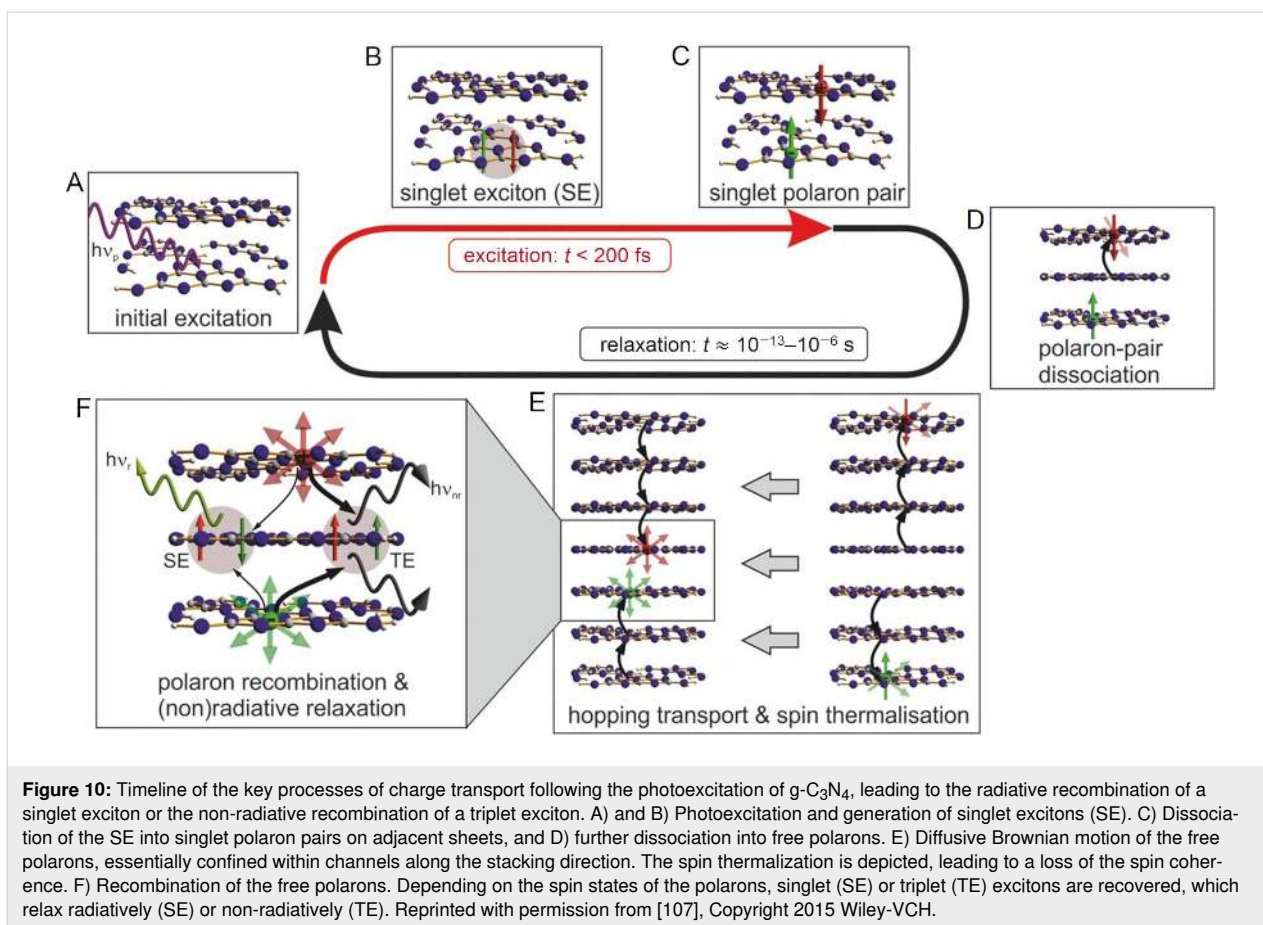 A
hνp
initial excitation
B
singlet exciton (SE)
C
singlet polaron pair
D
polaron-pair
dissociation
excitation: t < 200 fs
relaxation: t ≈ 10⁻¹³–10⁻⁶ s
E
hopping transport & spin thermalisation
F
hνr
hνnr
SE
TE
polaron recombination &
(non)radiative relaxation
Figure 10: Timeline of the key processes of charge transport following the photoexcitation of g-C₃N₄, leading to the radiative recombination of a
singlet exciton or the non-radiative recombination of a triplet exciton. A) and B) Photoexcitation and generation of singlet excitons (SE). C) Dissocia-
tion of the SE into singlet polaron pairs on adjacent sheets, and D) further dissociation into free polarons. E) Diffusive Brownian motion of the free
polarons, essentially confined within channels along the stacking direction. The spin thermalization is depicted, leading to a loss of the spin coher-
ence. F) Recombination of the free polarons. Depending on the spin states of the polarons, singlet (SE) or triplet (TE) excitons are recovered, which
relax radiatively (SE) or non-radiatively (TE). Reprinted with permission from [107], Copyright 2015 Wiley-VCH.